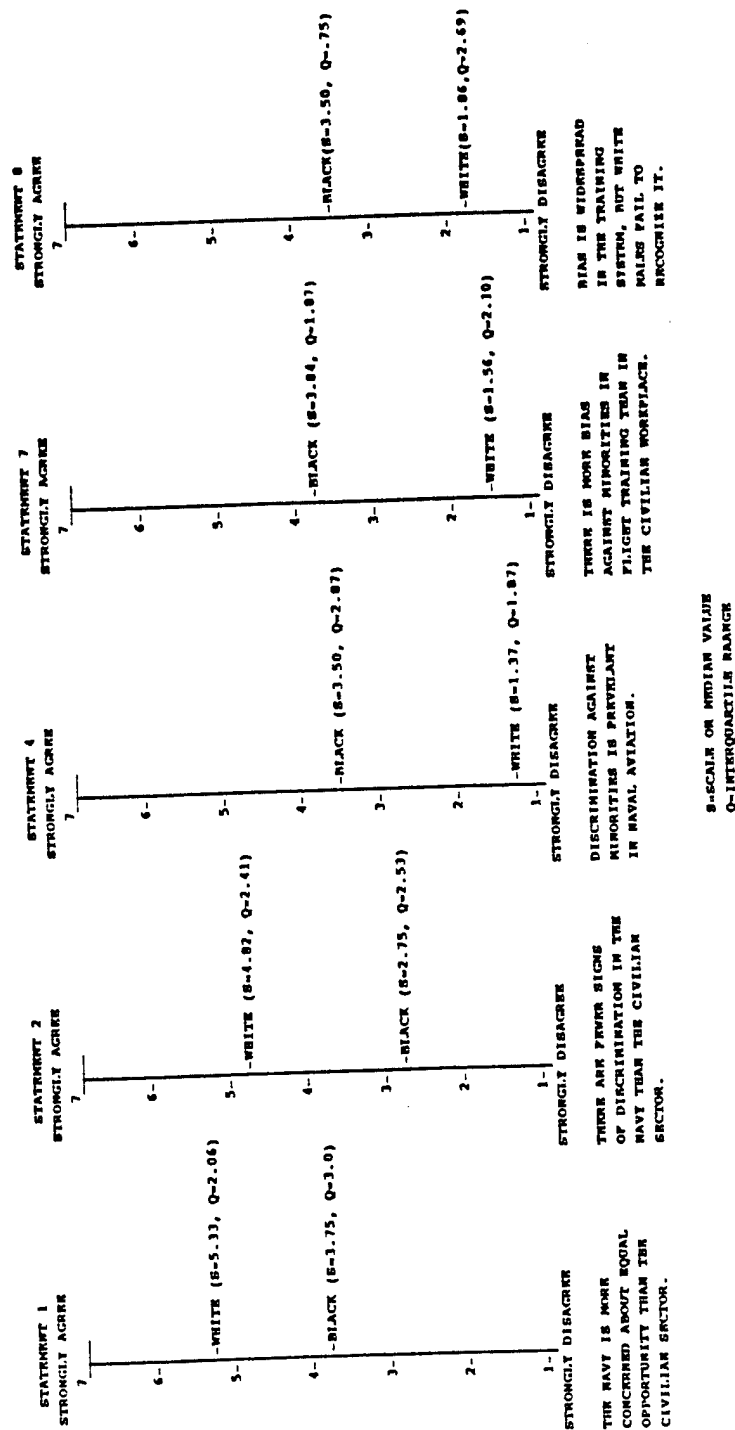 STATEMENT 1
STRONGLY AGREE
7
6-
-WHITE (S=5.33, Q=2.06)
5-
4-
-BLACK (S=3.75, Q=3.0)
3-
2-
1-
STRONGLY DISAGREE
THE NAVY IS MORE
CONCERNED ABOUT EQUAL
OPPORTUNITY THAN THE
CIVILIAN SECTOR.
STATEMENT 2
STRONGLY AGREE
7
6-
5-
-WHITE (S=4.82, Q=2.41)
4-
3-
-BLACK (S=2.75, Q=2.53)
2-
1-
STRONGLY DISAGREE
THERE ARE FEWER SIGNS
OF DISCRIMINATION IN THE
NAVY THAN THE CIVILIAN
SECTOR.
STATEMENT 4
STRONGLY AGREE
7
6-
5-
4-
-BLACK (S=3.50, Q=2.87)
3-
2-
-WHITE (S=1.37, Q=1.87)
1-
STRONGLY DISAGREE
DISCRIMINATION AGAINST
MINORITIES IS PREVELANT
IN NAVAL AVIATION.
STATEMENT 7
STRONGLY AGREE
7
6-
5-
4-
-BLACK (S=3.84, Q=1.87)
3-
2-
-WHITE (S=1.56, Q=2.10)
1-
STRONGLY DISAGREE
THERE IS MORE BIAS
AGAINST MINORITIES IN
FLIGHT TRAINING THAN IN
THE CIVILIAN WORKPLACE.
STATEMENT 8
STRONGLY AGREE
7
6-
5-
4-
-BLACK(S=3.50, Q=.75)
3-
2-
-WHITE(S=1.86,Q=2.69)
1-
STRONGLY DISAGREE
BIAS IS WIDESPREAD
IN THE TRAINING
SYSTEM, BUT WHITE
MALES FAIL TO
RECOGNIZE IT.
S=SCALE OR MEDIAN VALUE
Q=INTERQUARTILE RAANGE